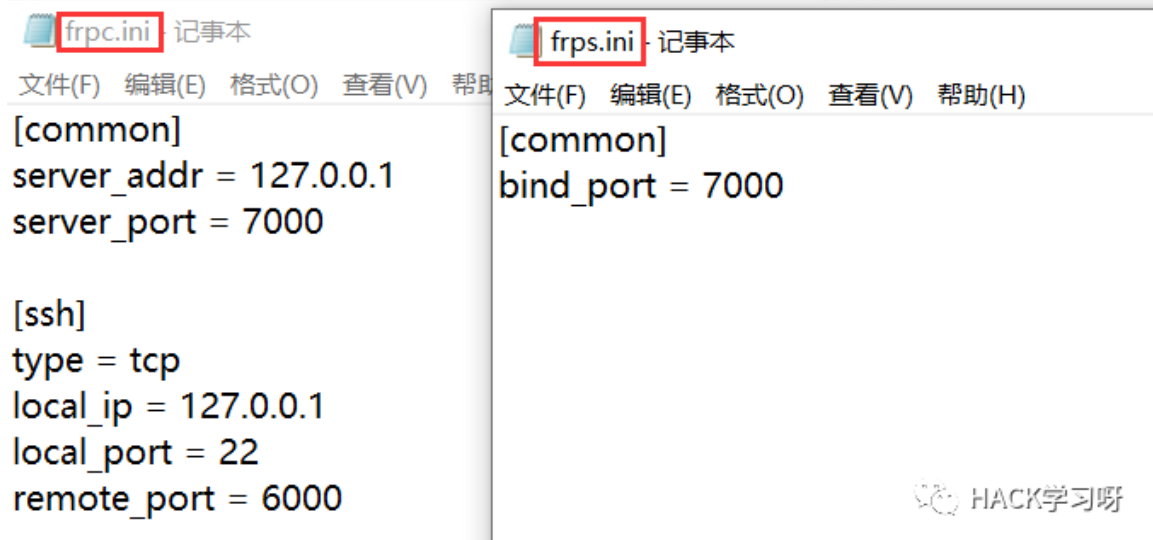 frpc.ini - 记事本
文件(F) 编辑(E) 格式(O) 查看(V) 帮助
[common]
server_addr = 127.0.0.1
server_port = 7000
[ssh]
type = tcp
local_ip = 127.0.0.1
local_port = 22
remote_port = 6000
frps.ini - 记事本
文件(F) 编辑(E) 格式(O) 查看(V) 帮助(H)
[common]
bind_port = 7000
HACK学习呀